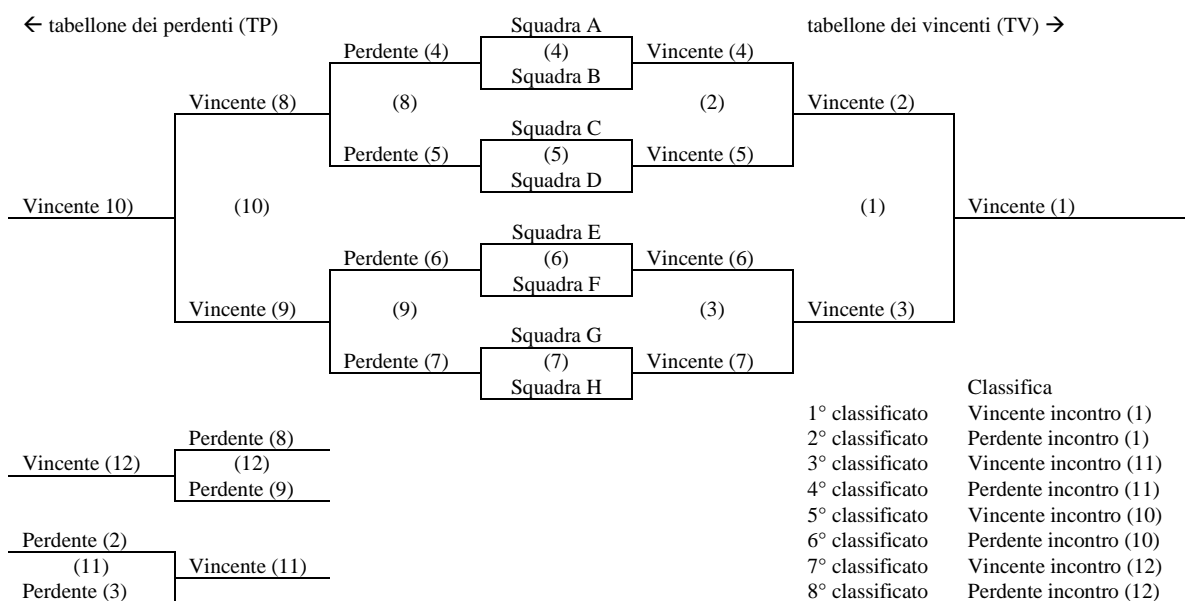 ← tabellone dei perdenti (TP) Squadra A tabellone dei vincenti (TV) →
Perdente (4) (4) Vincente (4)
Squadra B
Vincente (8) (8) (2) Vincente (2)
Squadra C
Perdente (5) (5) Vincente (5)
Squadra D
Vincente 10) (10) (1) Vincente (1)
Squadra E
Perdente (6) (6) Vincente (6)
Squadra F
Vincente (9) (9) (3) Vincente (3)
Squadra G
Perdente (7) (7) Vincente (7)
Squadra H
Classifica
1° classificato Vincente incontro (1)
Perdente (8) 2° classificato Perdente incontro (1)
Vincente (12) (12) 3° classificato Vincente incontro (11)
Perdente (9) 4° classificato Perdente incontro (11)
5° classificato Vincente incontro (10)
Perdente (2) 6° classificato Perdente incontro (10)
(11) Vincente (11) 7° classificato Vincente incontro (12)
Perdente (3) 8° classificato Perdente incontro (12)